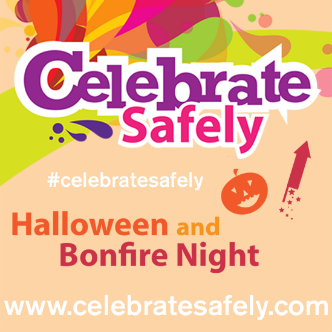 Celebrate
Safely
#celebratesafely
Halloween and
Bonfire Night
www.celebratesafely.com